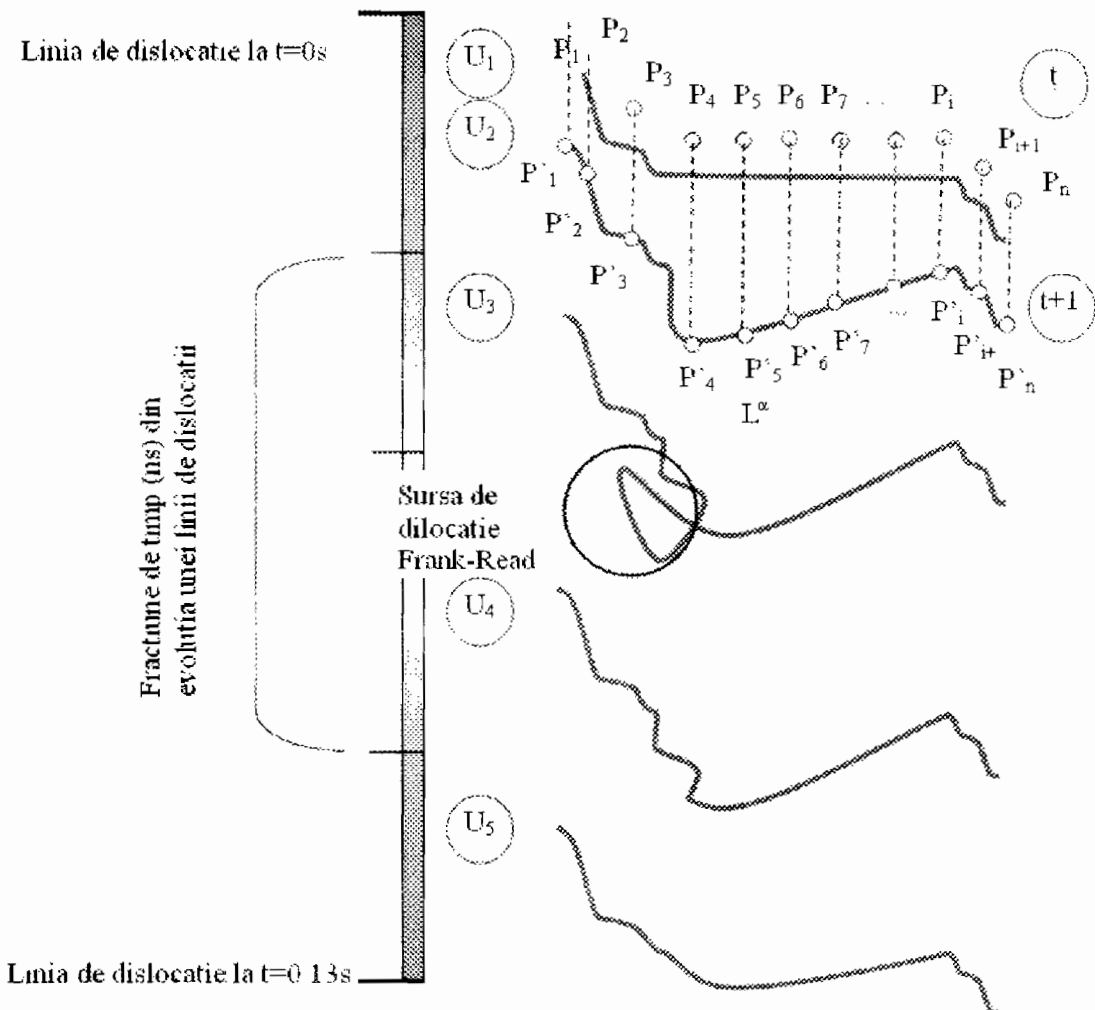 Linia de dislocatie la t=0s
U1
U2
P1
P2
P3
P4 P5 P6 P7 ... Pi
Pi+1
Pn
t
P`1
P`2
P`3
P`4
P`5
P`6
P`7
...
P`i
P`i+
P`n
t+1
Lα
U3
Fractiune de timp (ns) din
evolutia unei linii de dislocatii
Sursa de
dilocatie
Frank-Read
U4
U5
Linia de dislocatie la t=0 13s